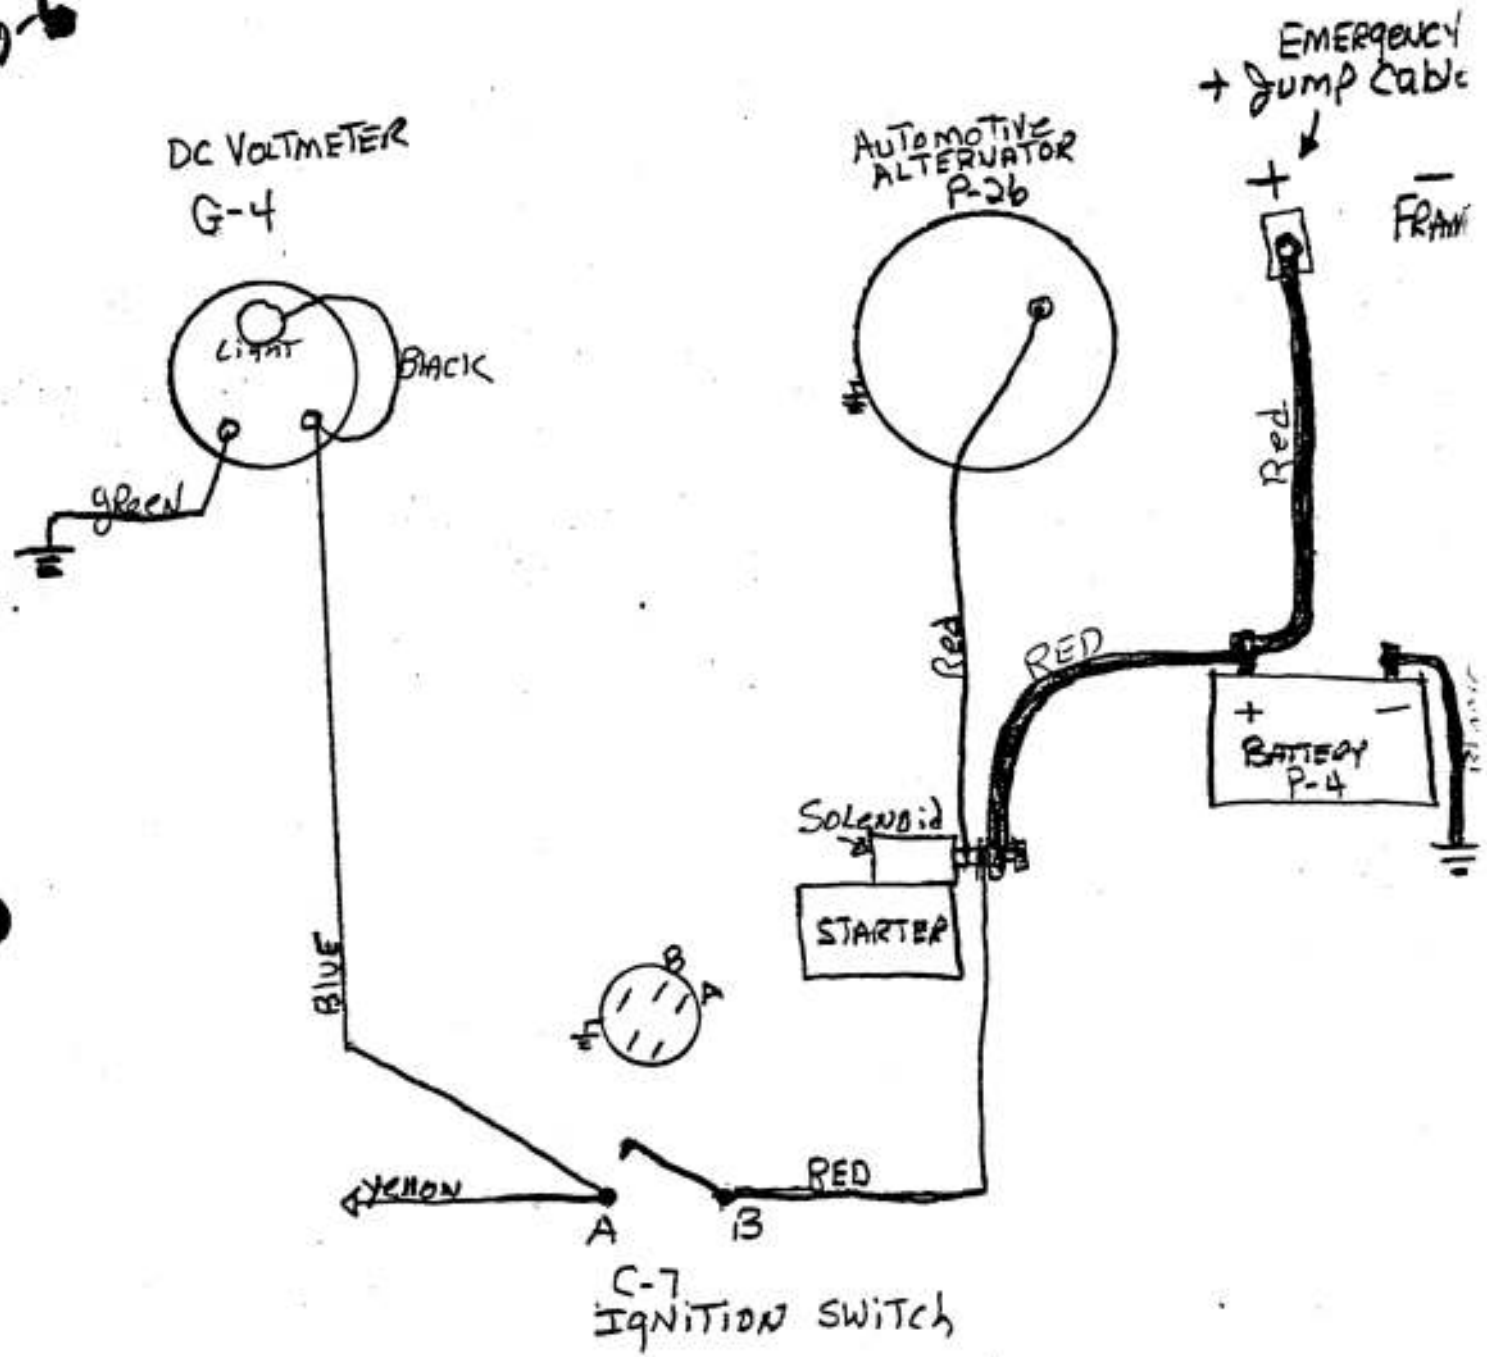 EMERgENCY
+ Jump Cable
DC VOLTMETER
G-4
AUTOMOTIVE
ALTERNATOR
P-26
+
-
LigHT
BLACK
gReeN
Red
Red
RED
+ -
BATTERY
P-4
SOLeNOid
STARTER
BLUE
B
A
RED
yellow
A
B
C-7
IgNiTiON SWiTCh